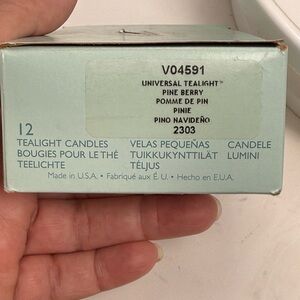 V04591
UNIVERSAL TEALIGHT™
PINE BERRY
POMME DE PIN
PINIE
PINO NAVIDEÑO
2303
12
TEALIGHT CANDLES VELAS PEQUEÑAS CANDELE
BOUGIES POUR LE THÉ TUIKKUKYNTTILÄT LUMINI
TEELICHTE TÉLJUS
Made in U.S.A. • Fabriqué aux É.U. • Hecho en E.U.A.